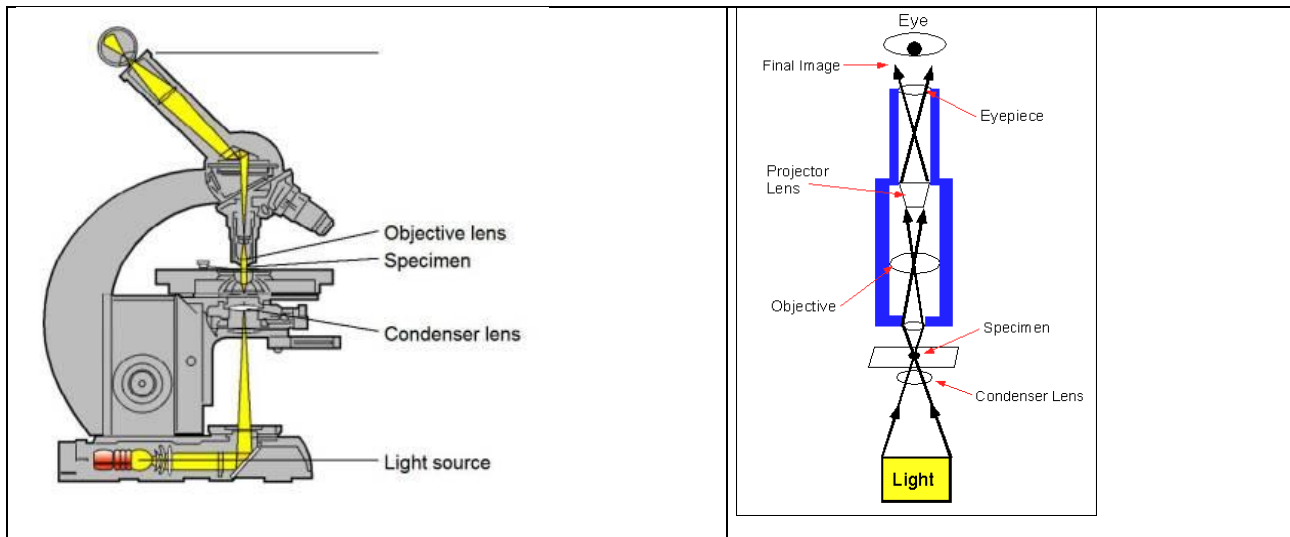 Objective lens
Specimen
Condenser lens
Light source
Eye
Final Image
Eyepiece
Projector
Lens
Objective
Specimen
Condenser Lens
Light